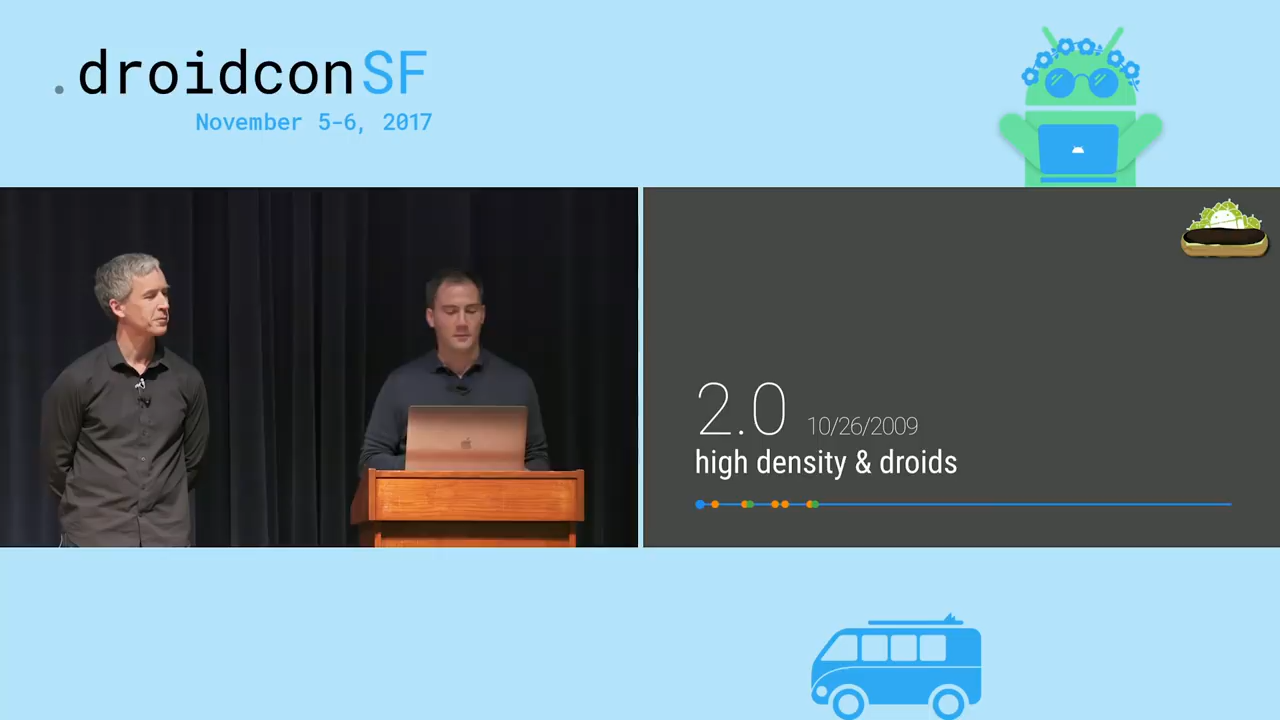 .droidconSF
November 5-6, 2017
2.0 10/26/2009
high density & droids